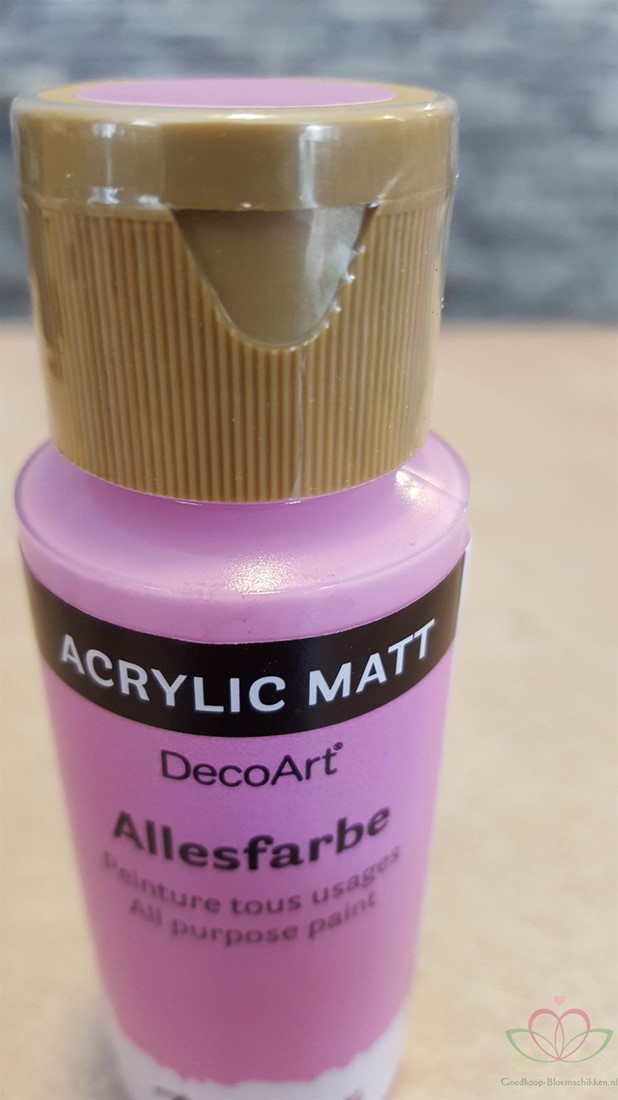 ACRYLIC MATT
DecoArt®
Allesfarbe
Peinture tous usages
All purpose paint
Goedkoop-Bloemschikken.nl